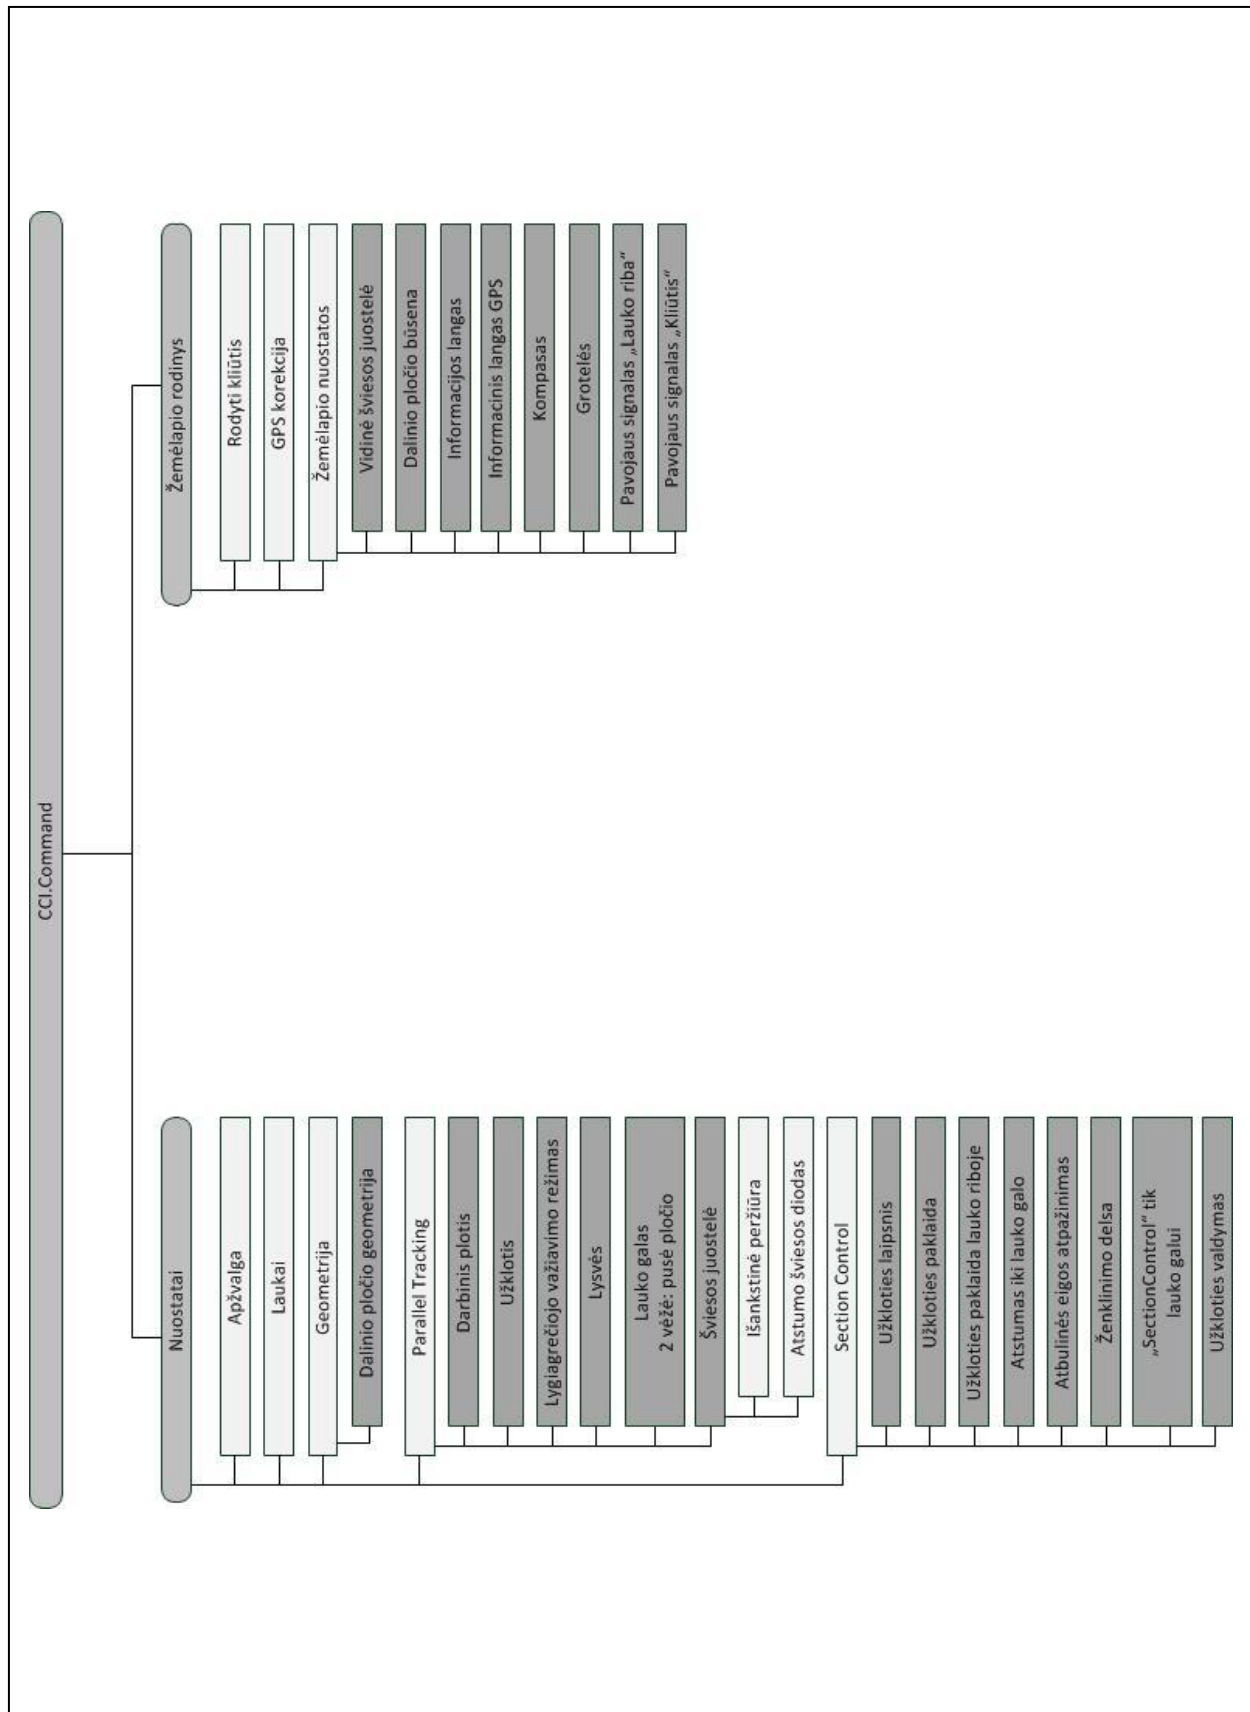 CCI.Command
Nuostatai
Apžvalga
Laukai
Geometrija
Dalinio pločio geometrija
Parallel Tracking
Darbinis plotis
Užklotis
Lygiagrečiojo važiavimo režimas
Lysvės
Lauko galas
2 vėžė: pusė pločio
Šviesos juostelė
Išankstinė peržiūra
Atstumo šviesos diodas
Section Control
Užkloties laipsnis
Užkloties paklaida
Užkloties paklaida lauko riboje
Atstumas iki lauko galo
Atbulinės eigos atpažinimas
Ženklinimo delsa
„SectionControl“ tik
lauko galui
Užkloties valdymas
Žemėlapio rodinys
Rodyti kliūtis
GPS korekcija
Žemėlapio nuostatos
Vidinė šviesos juostelė
Dalinio pločio būsena
Informacijos langas
Informacinis langas GPS
Kompasas
Grotelės
Pavojaus signalas „Lauko riba“
Pavojaus signalas „Kliūtis“